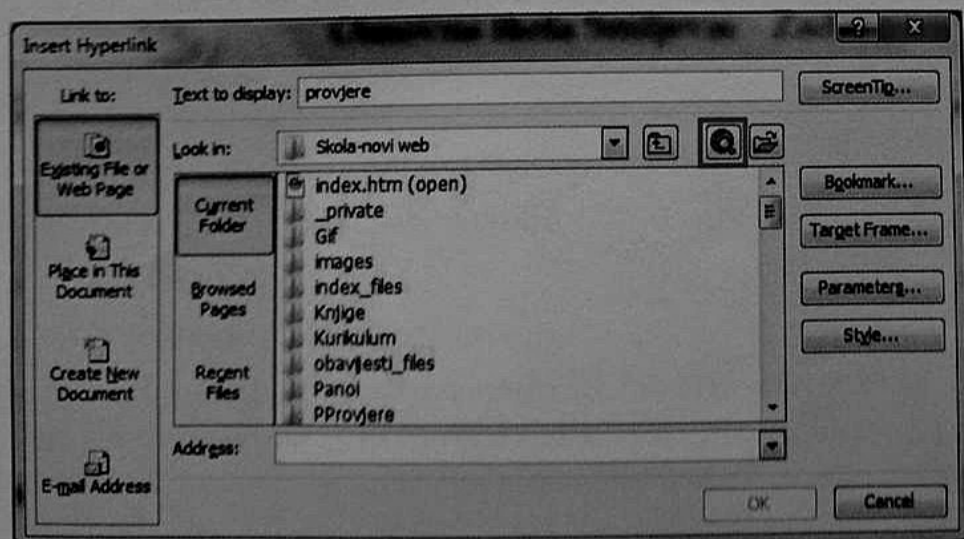 Insert Hyperlink
?
X
Link to:
Text to display: provjere
ScreenTip...
Existing File or
Web Page
Look in: Skola-novi web
Current
Folder
index.htm (open)
_private
Gif
images
index_files
Knjige
Kurikulum
obavijesti_files
Panoi
PProvjere
Bookmark...
Target Frame...
Parameters...
Style...
Place in This
Document
Browsed
Pages
Create New
Document
Recent
Files
E-mail Address
Address:
OK
Cancel